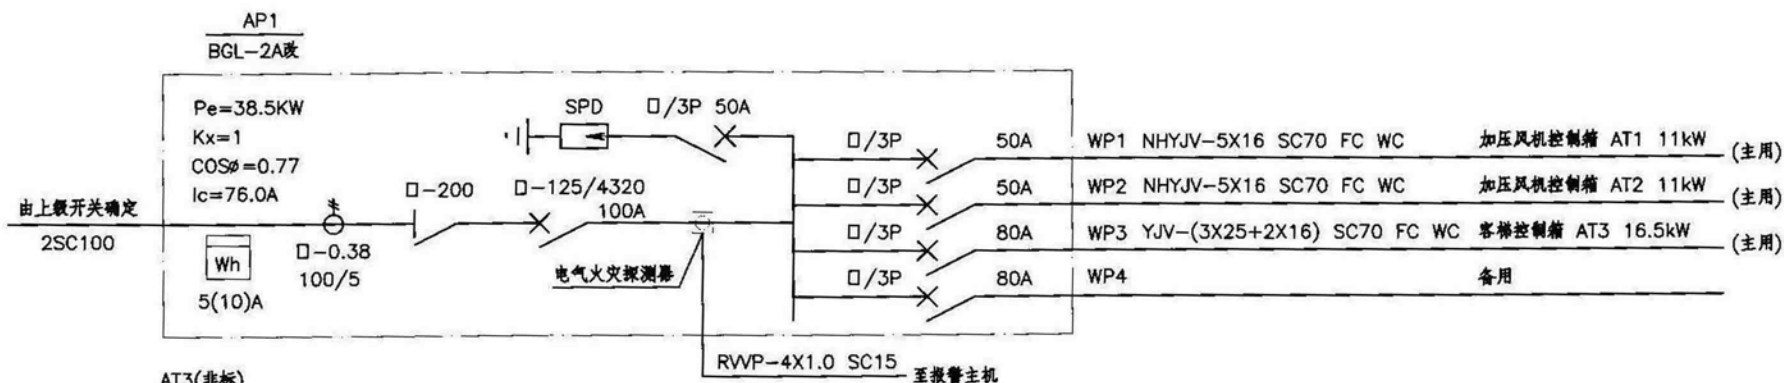 AP1
BGL-2A改
Pe=38.5KW
Kx=1
COSø=0.77
Ic=76.0A
SPD
□/3P 50A
由上级开关确定
2SC100
Wh
5(10)A
□-0.38
100/5
□-200
□-125/4320
100A
电气火灾探测器
□/3P 50A WP1 NHYJV-5X16 SC70 FC WC 加压风机控制箱 AT1 11kW (主用)
□/3P 50A WP2 NHYJV-5X16 SC70 FC WC 加压风机控制箱 AT2 11kW (主用)
□/3P 80A WP3 YJV-(3X25+2X16) SC70 FC WC 客梯控制箱 AT3 16.5kW (主用)
□/3P 80A WP4 备用
RVVP-4X1.0 SC15 至报警主机
AT3(非标)